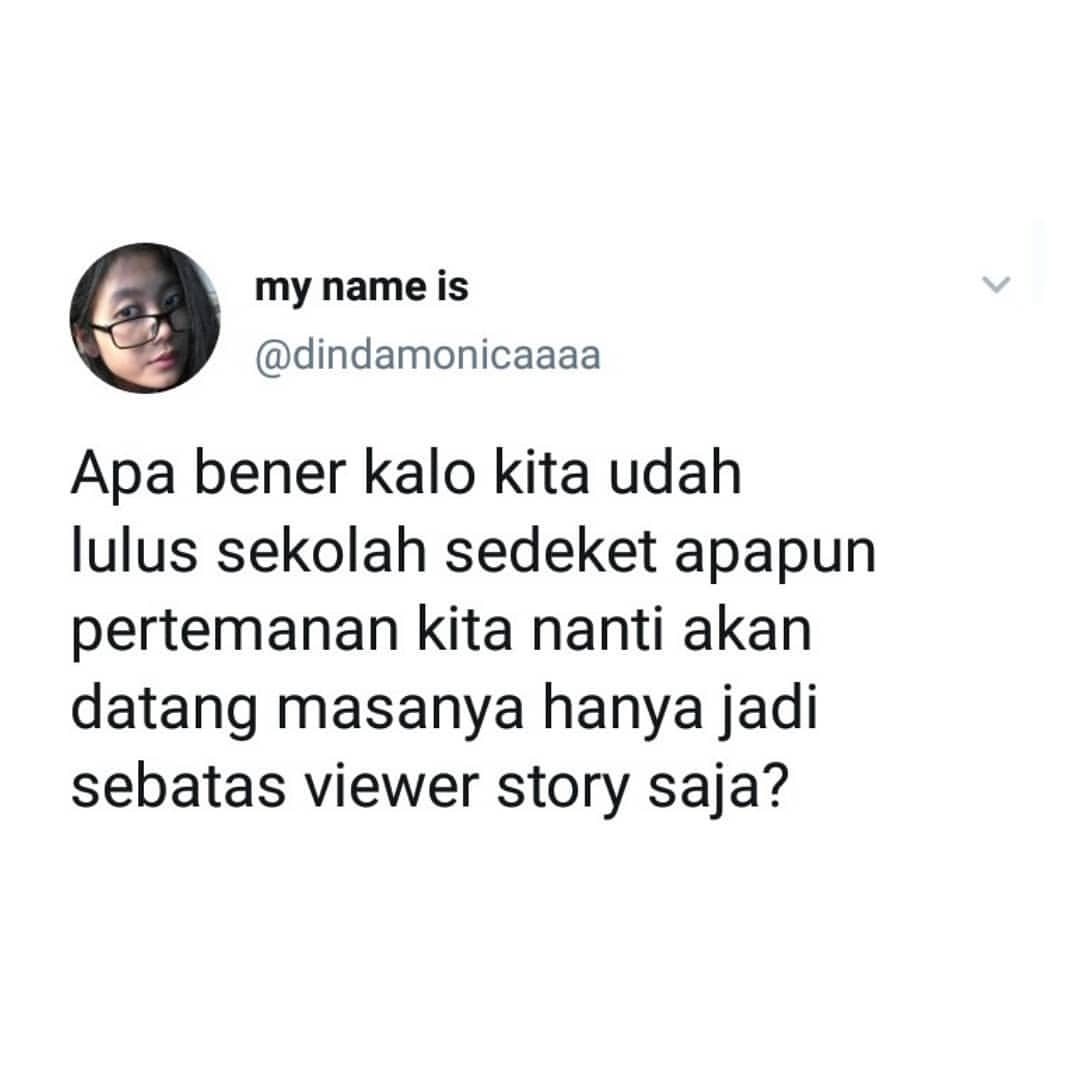 my name is
@dindamonicaaaa
Apa bener kalo kita udah
lulus sekolah sedeket apapun
pertemanan kita nanti akan
datang masanya hanya jadi
sebatas viewer story saja?